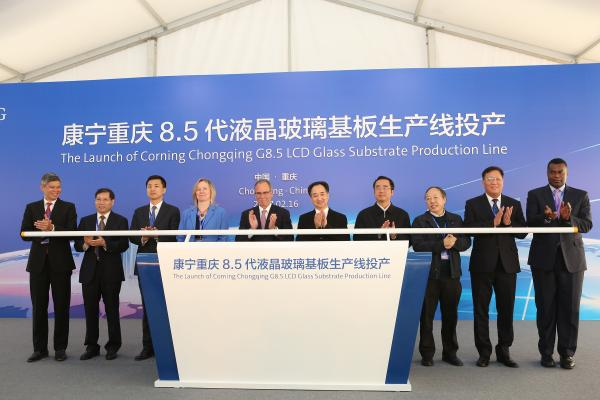 G
康宁重庆 8.5 代液晶玻璃基板生产线投产
The Launch of Corning Chongqing G8.5 LCD Glass Substrate Production Line
中国·重庆
02.16
康宁重庆 8.5 代液晶玻璃基板生产线投产
The Launch of Corning Chongqing G8.5 LCD Glass Substrate Production Line